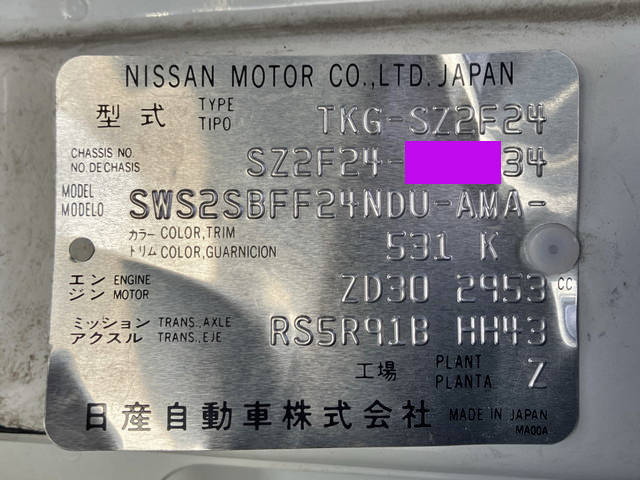 NISSAN MOTOR CO.,LTD. JAPAN
型式 TYPE TIPO TKG-SZ2F24
CHASSIS NO. NO. DE CHASIS SZ2F24- 34
MODEL MODELO SWS2SBFF24NDU-AMA-
カラー COLOR, TRIM トリム COLOR, GUARNICION 531 K
エンジン ENGINE MOTOR ZD30 2953 CC
ミッション TRANS., AXLE アクスル TRANS., EJE RS5R91B HH43
工場 PLANT PLANTA Z
日産自動車株式会社 MADE IN JAPAN
MA00A